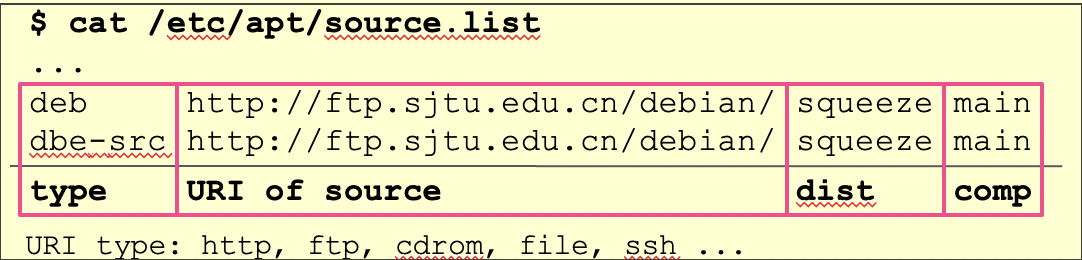 $ cat /etc/apt/source.list
...
deb http://ftp.sjtu.edu.cn/debian/ squeeze main
dbe-src http://ftp.sjtu.edu.cn/debian/ squeeze main
type URI of source dist comp
URI type: http, ftp, cdrom, file, ssh ...